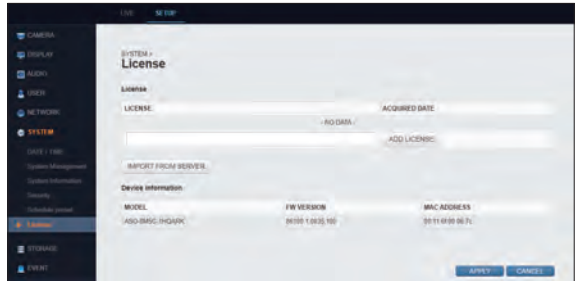 LIVE SETUP
CAMERA
DISPLAY
AUDIO
USER
NETWORK
SYSTEM
DATE / TIME
System Management
System Information
Security
License
STORAGE
EVENT
SYSTEM >
License
License
LICENSE ACQUIRED DATE
- NO DATA -
ADD LICENSE
IMPORT FROM SERVER
Device Information
MODEL FW VERSION MAC ADDRESS
APPLY CANCEL